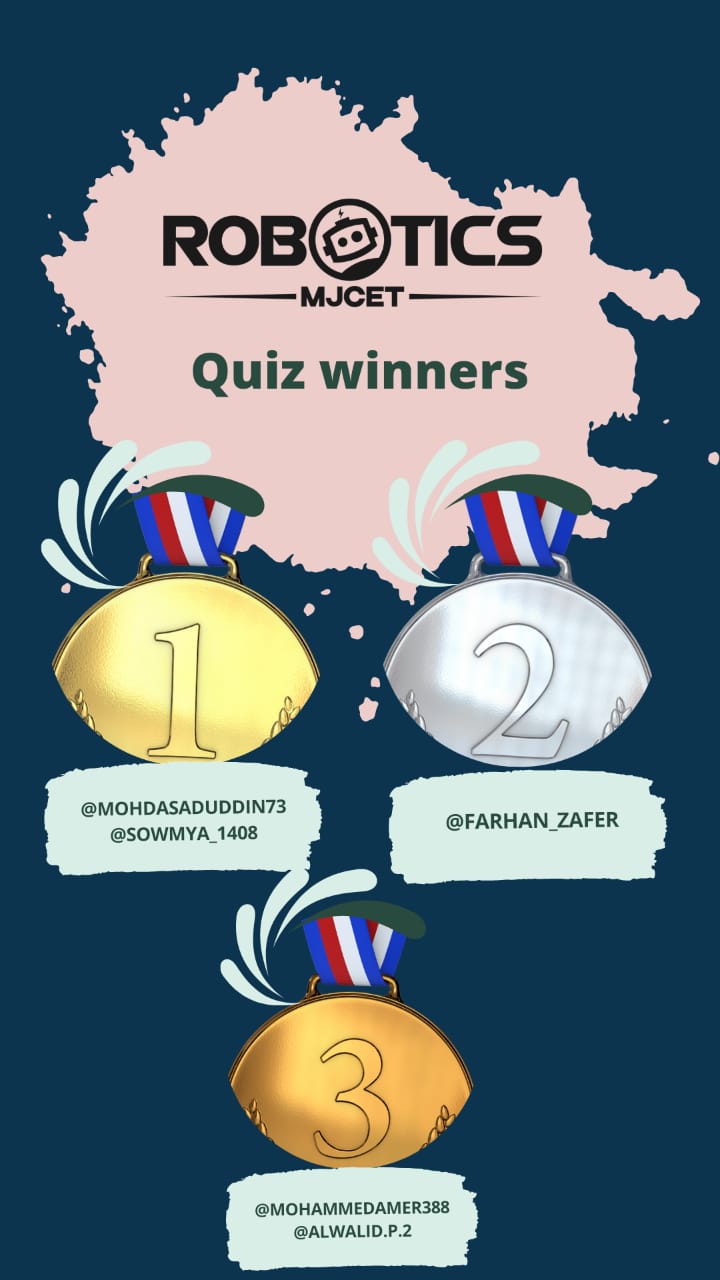 ROBOTICS
MJCET
Quiz winners
1
2
@MOHDASADUDDIN73
@SOWMYA_1408
@FARHAN_ZAFER
3
@MOHAMMEDAMER388
@ALWALID.P.2